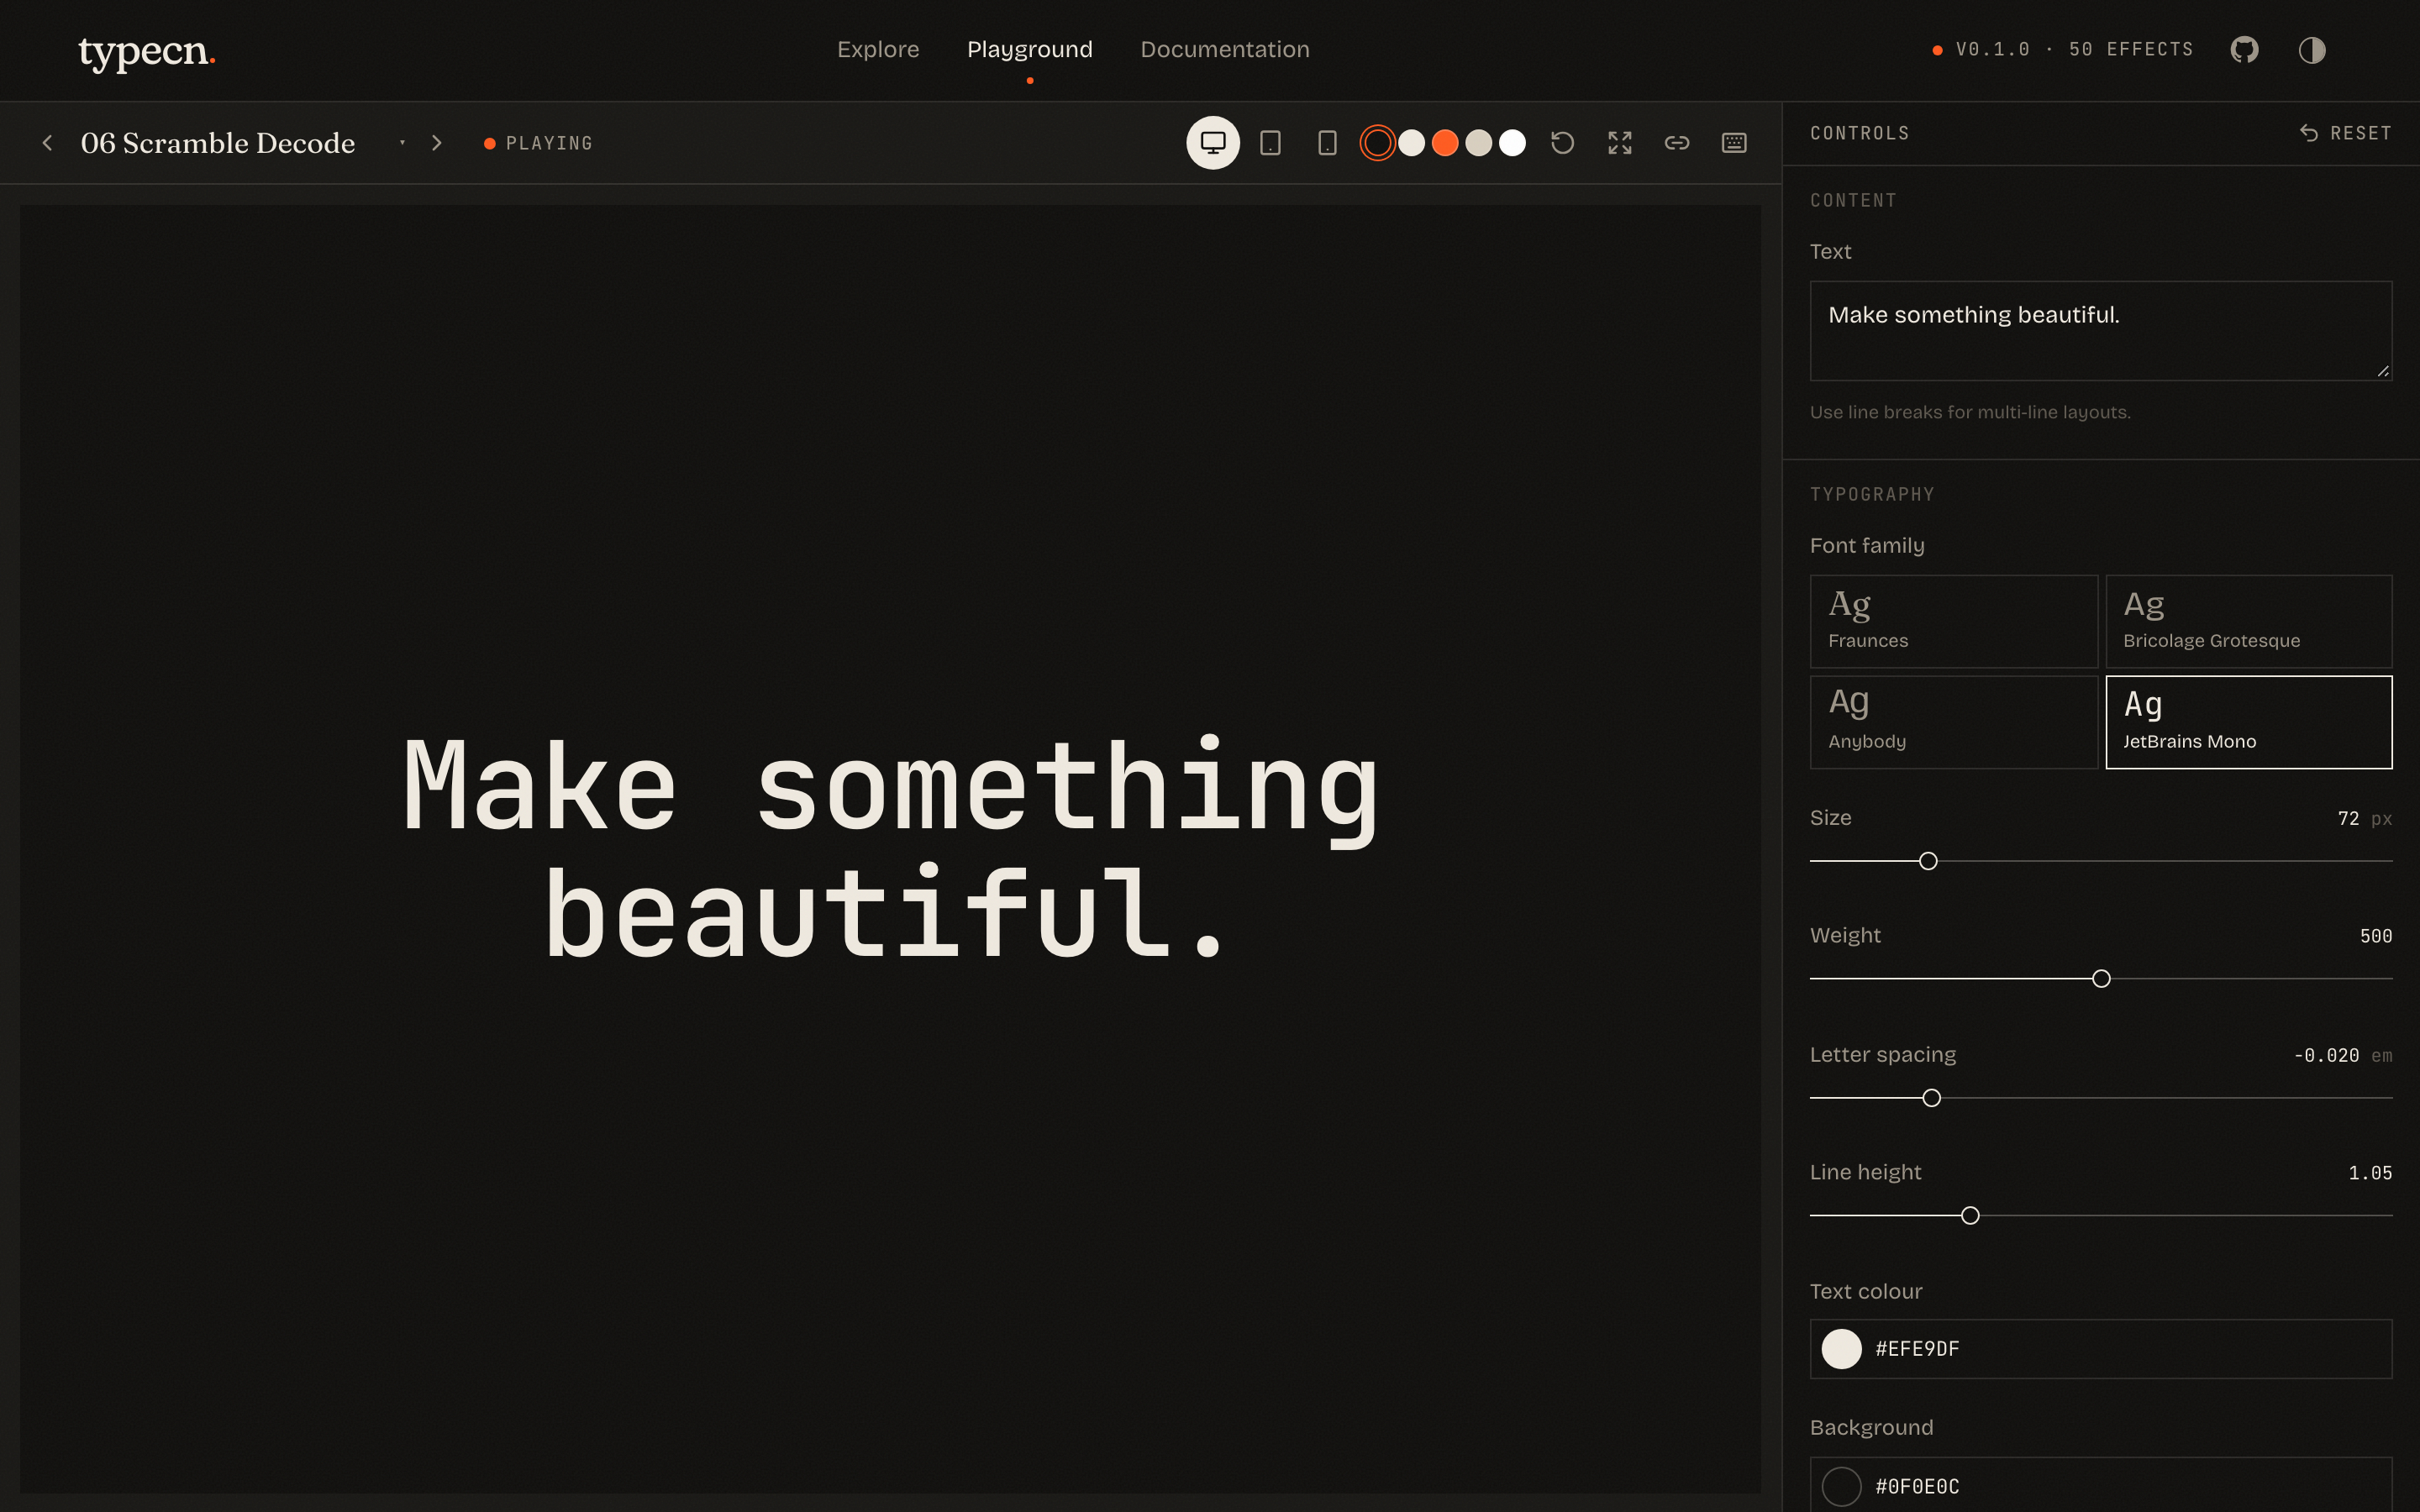 typecn.
Explore
Playground
Documentation
V0.1.0 · 50 EFFECTS
06 Scramble Decode
PLAYING
Make something
beautiful.
CONTROLS
RESET
CONTENT
Text
Make something beautiful.
Use line breaks for multi-line layouts.
TYPOGRAPHY
Font family
Ag
Fraunces
Ag
Bricolage Grotesque
Ag
Anybody
Ag
JetBrains Mono
Size
72 px
Weight
500
Letter spacing
-0.020 em
Line height
1.05
Text colour
#EFE9DF
Background
#0F0E0C